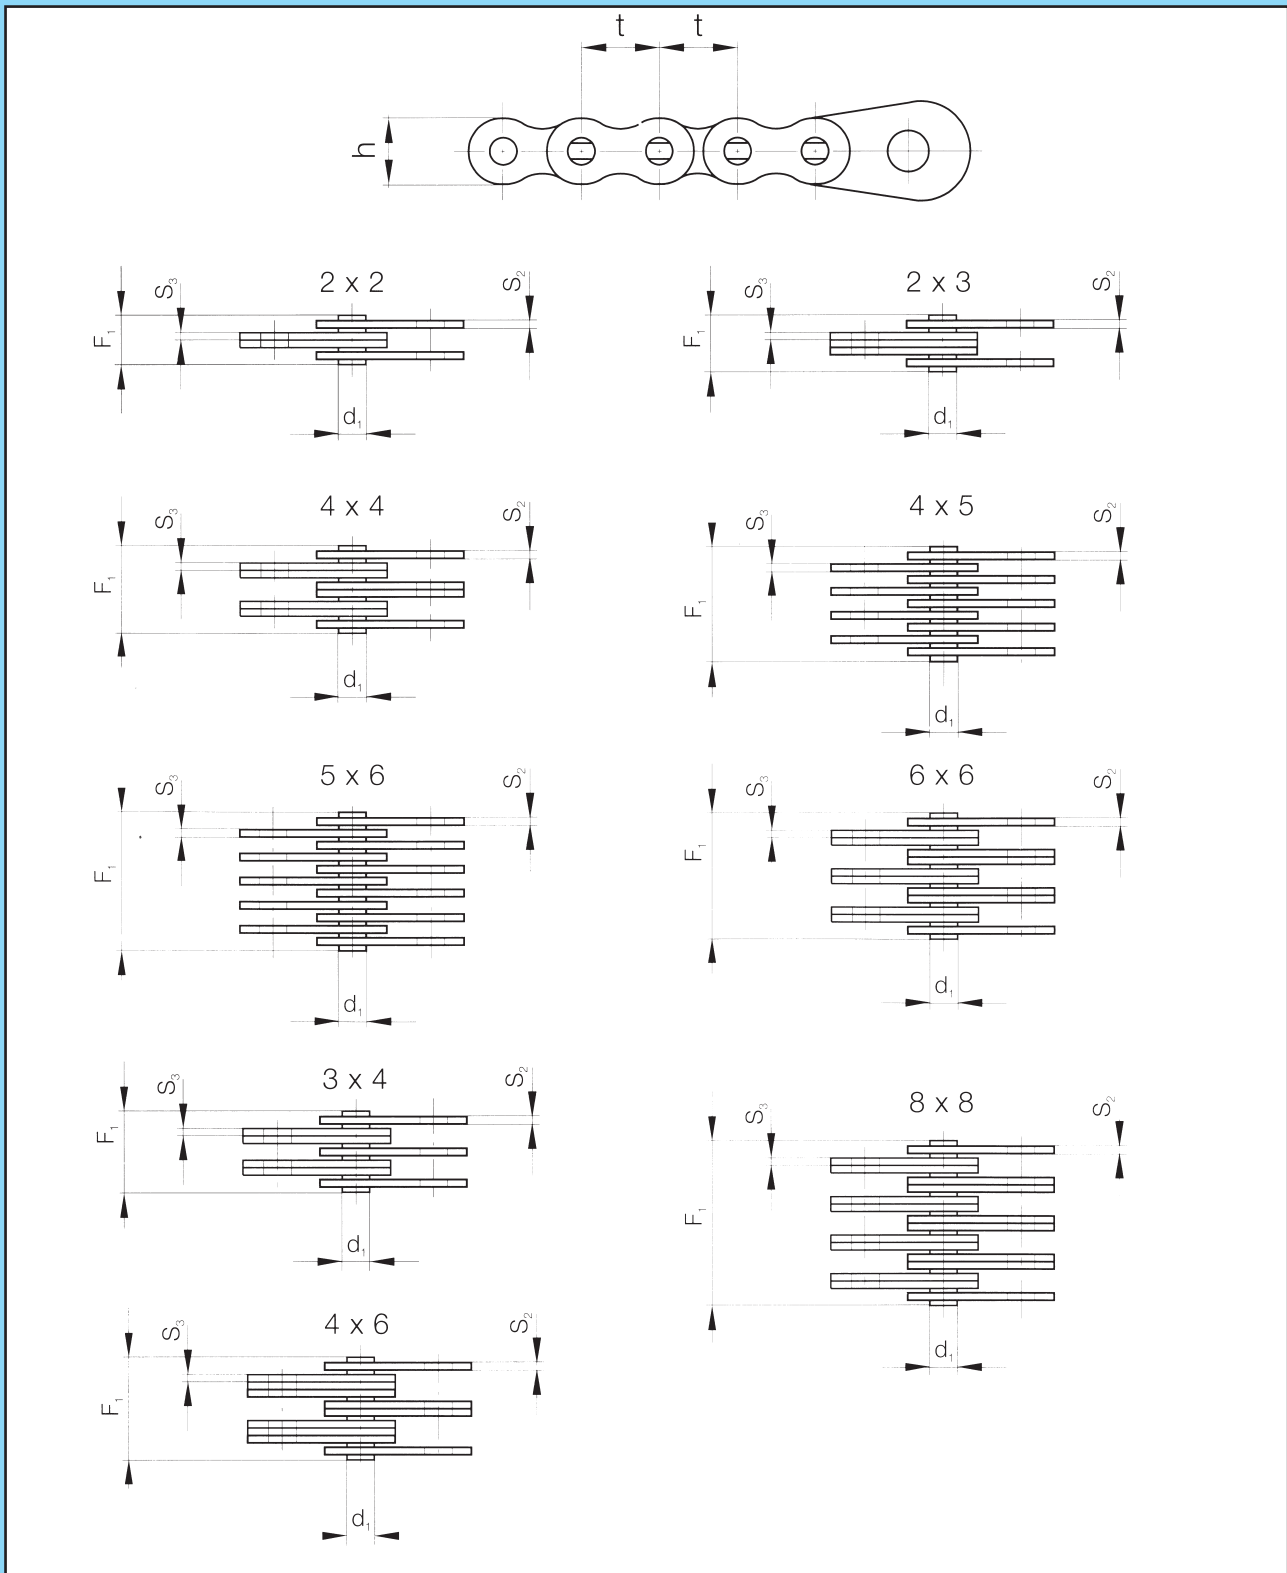 t t
h
2 x 2
S₃ S₂
F₁
d₁
2 x 3
S₃ S₂
F₁
d₁
4 x 4
S₃ S₂
F₁
d₁
4 x 5
S₃ S₂
F₁
d₁
5 x 6
S₃ S₂
F₁
d₁
6 x 6
S₃ S₂
F₁
d₁
3 x 4
S₃ S₂
F₁
d₁
8 x 8
S₃ S₂
F₁
d₁
4 x 6
S₃ S₂
F₁
d₁